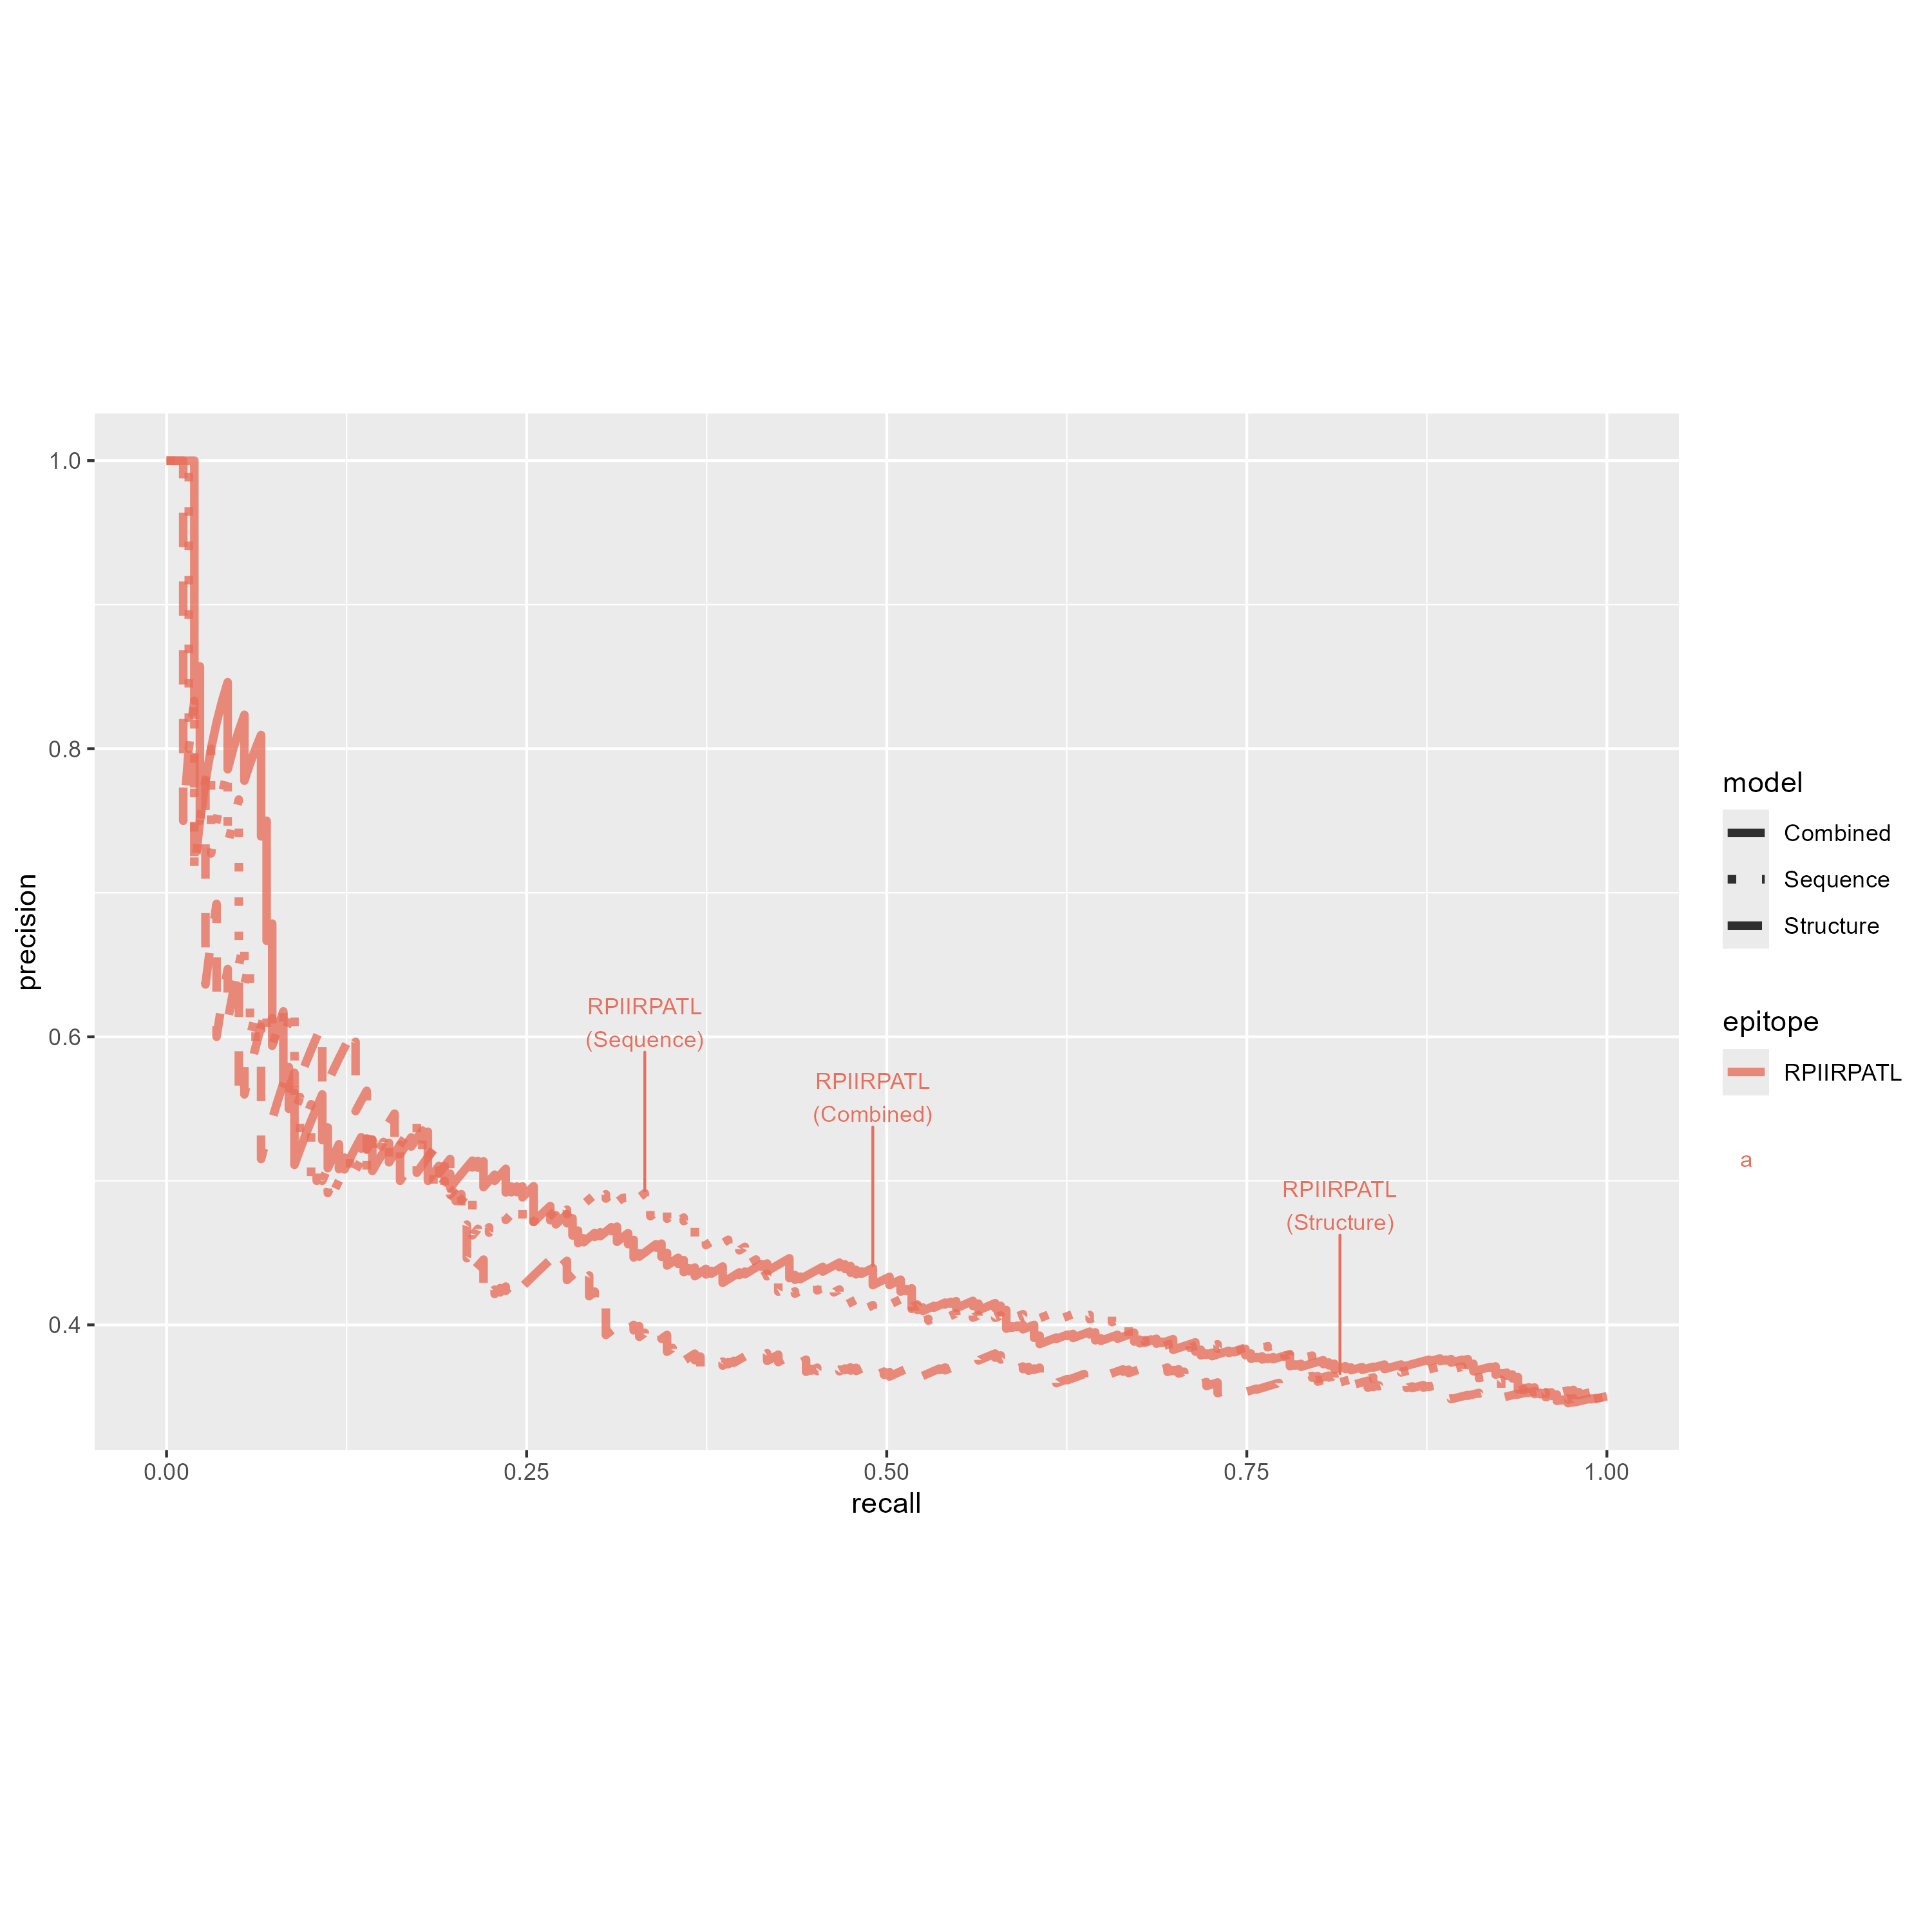 1.0
0.8
0.6
0.4
precision
0.00
0.25
0.50
0.75
1.00
recall
RPIIRPATL
(Sequence)
RPIIRPATL
(Combined)
RPIIRPATL
(Structure)
model
Combined
Sequence
Structure
epitope
RPIIRPATL
a